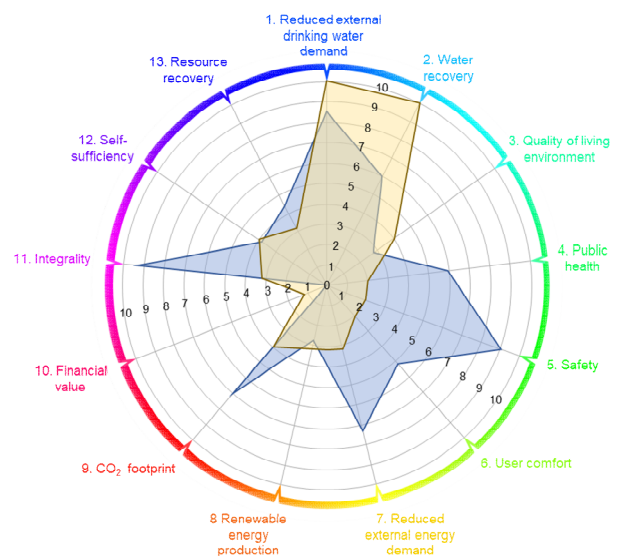 1. Reduced external
drinking water
demand
2. Water
recovery
3. Quality of living
environment
4. Public
health
5. Safety
6. User comfort
7. Reduced
external energy
demand
8 Renewable
energy
production
9. CO₂ footprint
10. Financial
value
11. Integrality
12. Self-
sufficiency
13. Resource
recovery
10
9
8
7
6
5
4
3
2
1
0
1
2
3
4
5
6
7
8
9
10
10 9 8 7 6 5 4 3 2 1